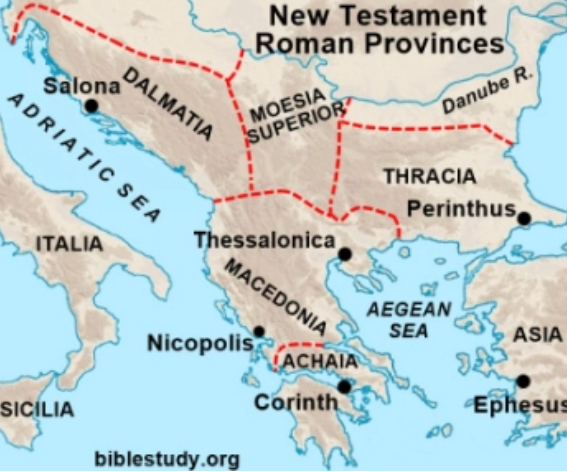 New Testament
Roman Provinces
Salona
DALMATIA
MOESIA
SUPERIOR
Danube R.
ADRIATIC SEA
THRACIA
Perinthus
ITALIA
Thessalonica
MACEDONIA
AEGEAN
SEA
Nicopolis
ACHAIA
ASIA
SICILIA
Corinth
Ephesus
biblestudy.org